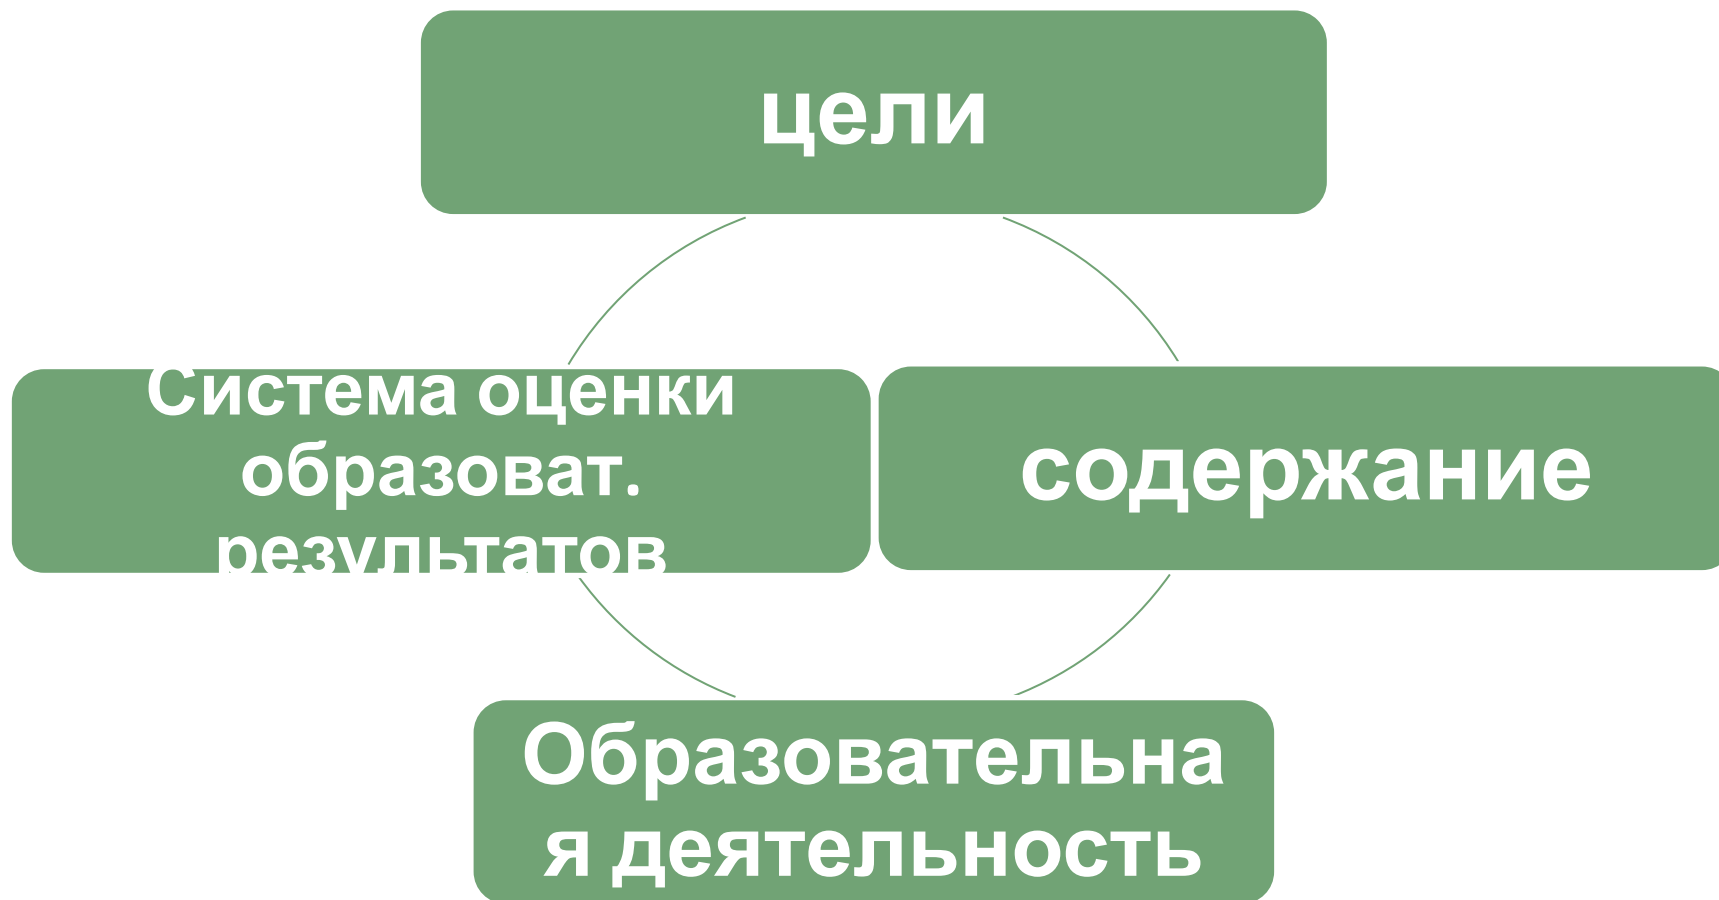 цели
Система оценки
образоват.
результатов
содержание
Образовательна
я деятельность